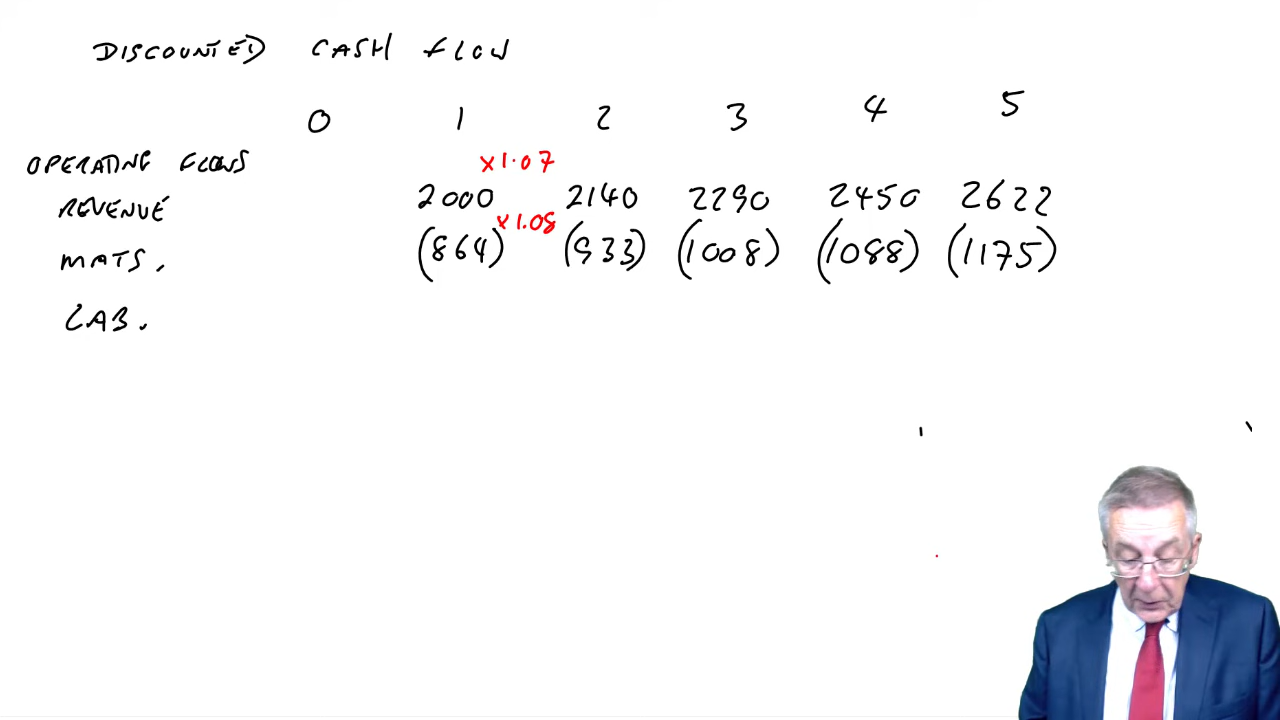 DISCOUNTED CASH FLOW
0 1 2 3 4 5
OPERATING FLOWS
×1.07
REVENUE 2000 2140 2290 2450 2622
×1.08
MATS. (864) (933) (1008) (1088) (1175)
LAB.